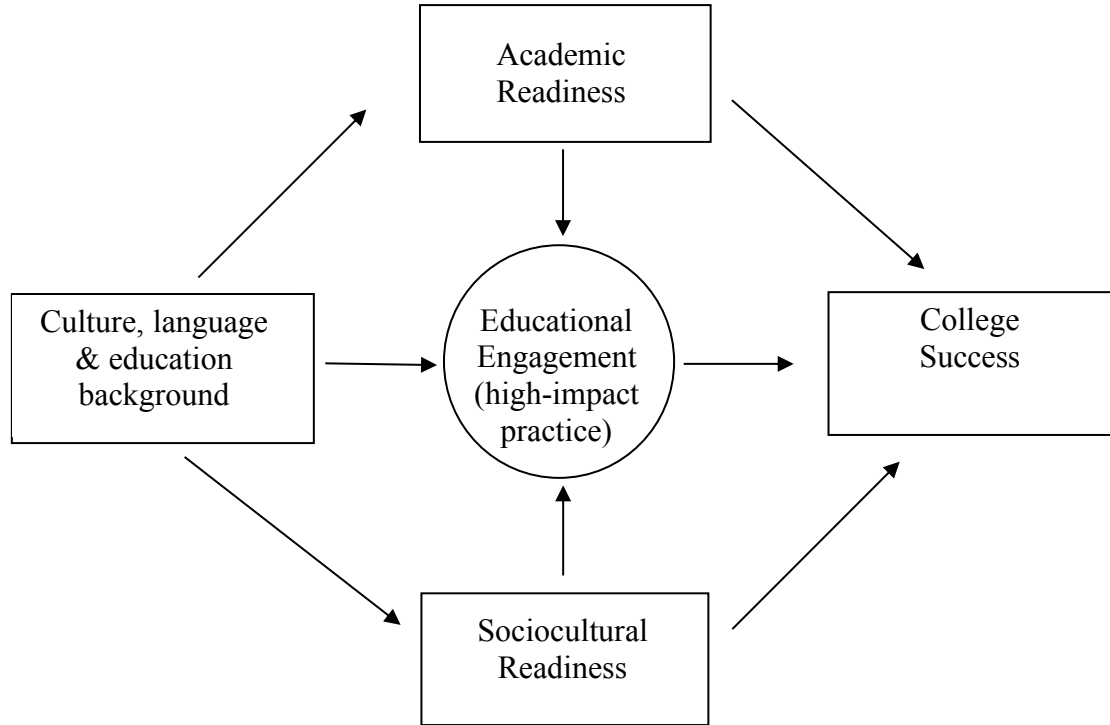 Academic
Readiness
Culture, language
& education
background
Educational
Engagement
(high-impact
practice)
College
Success
Sociocultural
Readiness